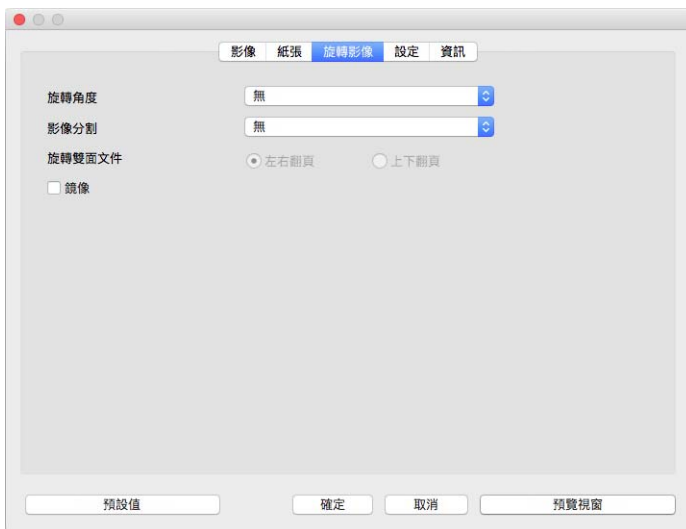 影像 紙張 旋轉影像 設定 資訊
旋轉角度 無
影像分割 無
旋轉雙面文件 左右翻頁 上下翻頁
鏡像
預設值 確定 取消 預覽視窗